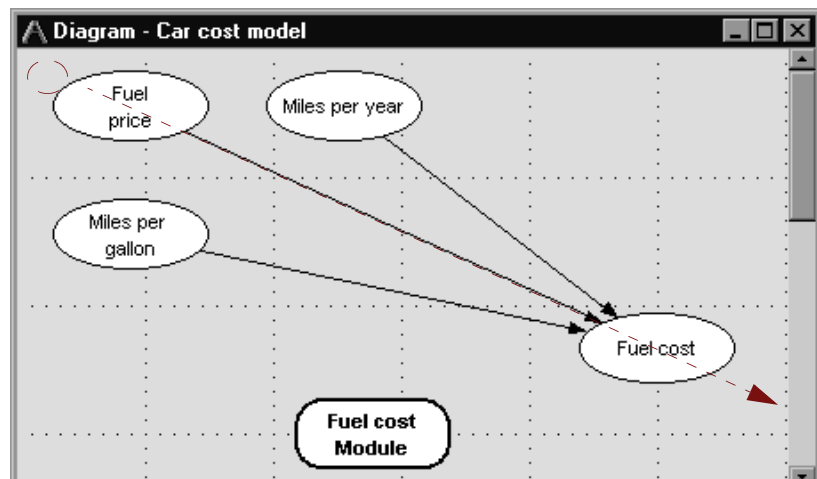 Diagram - Car cost model
Fuel
price
Miles per year
Miles per
gallon
Fuel cost
Fuel cost
Module